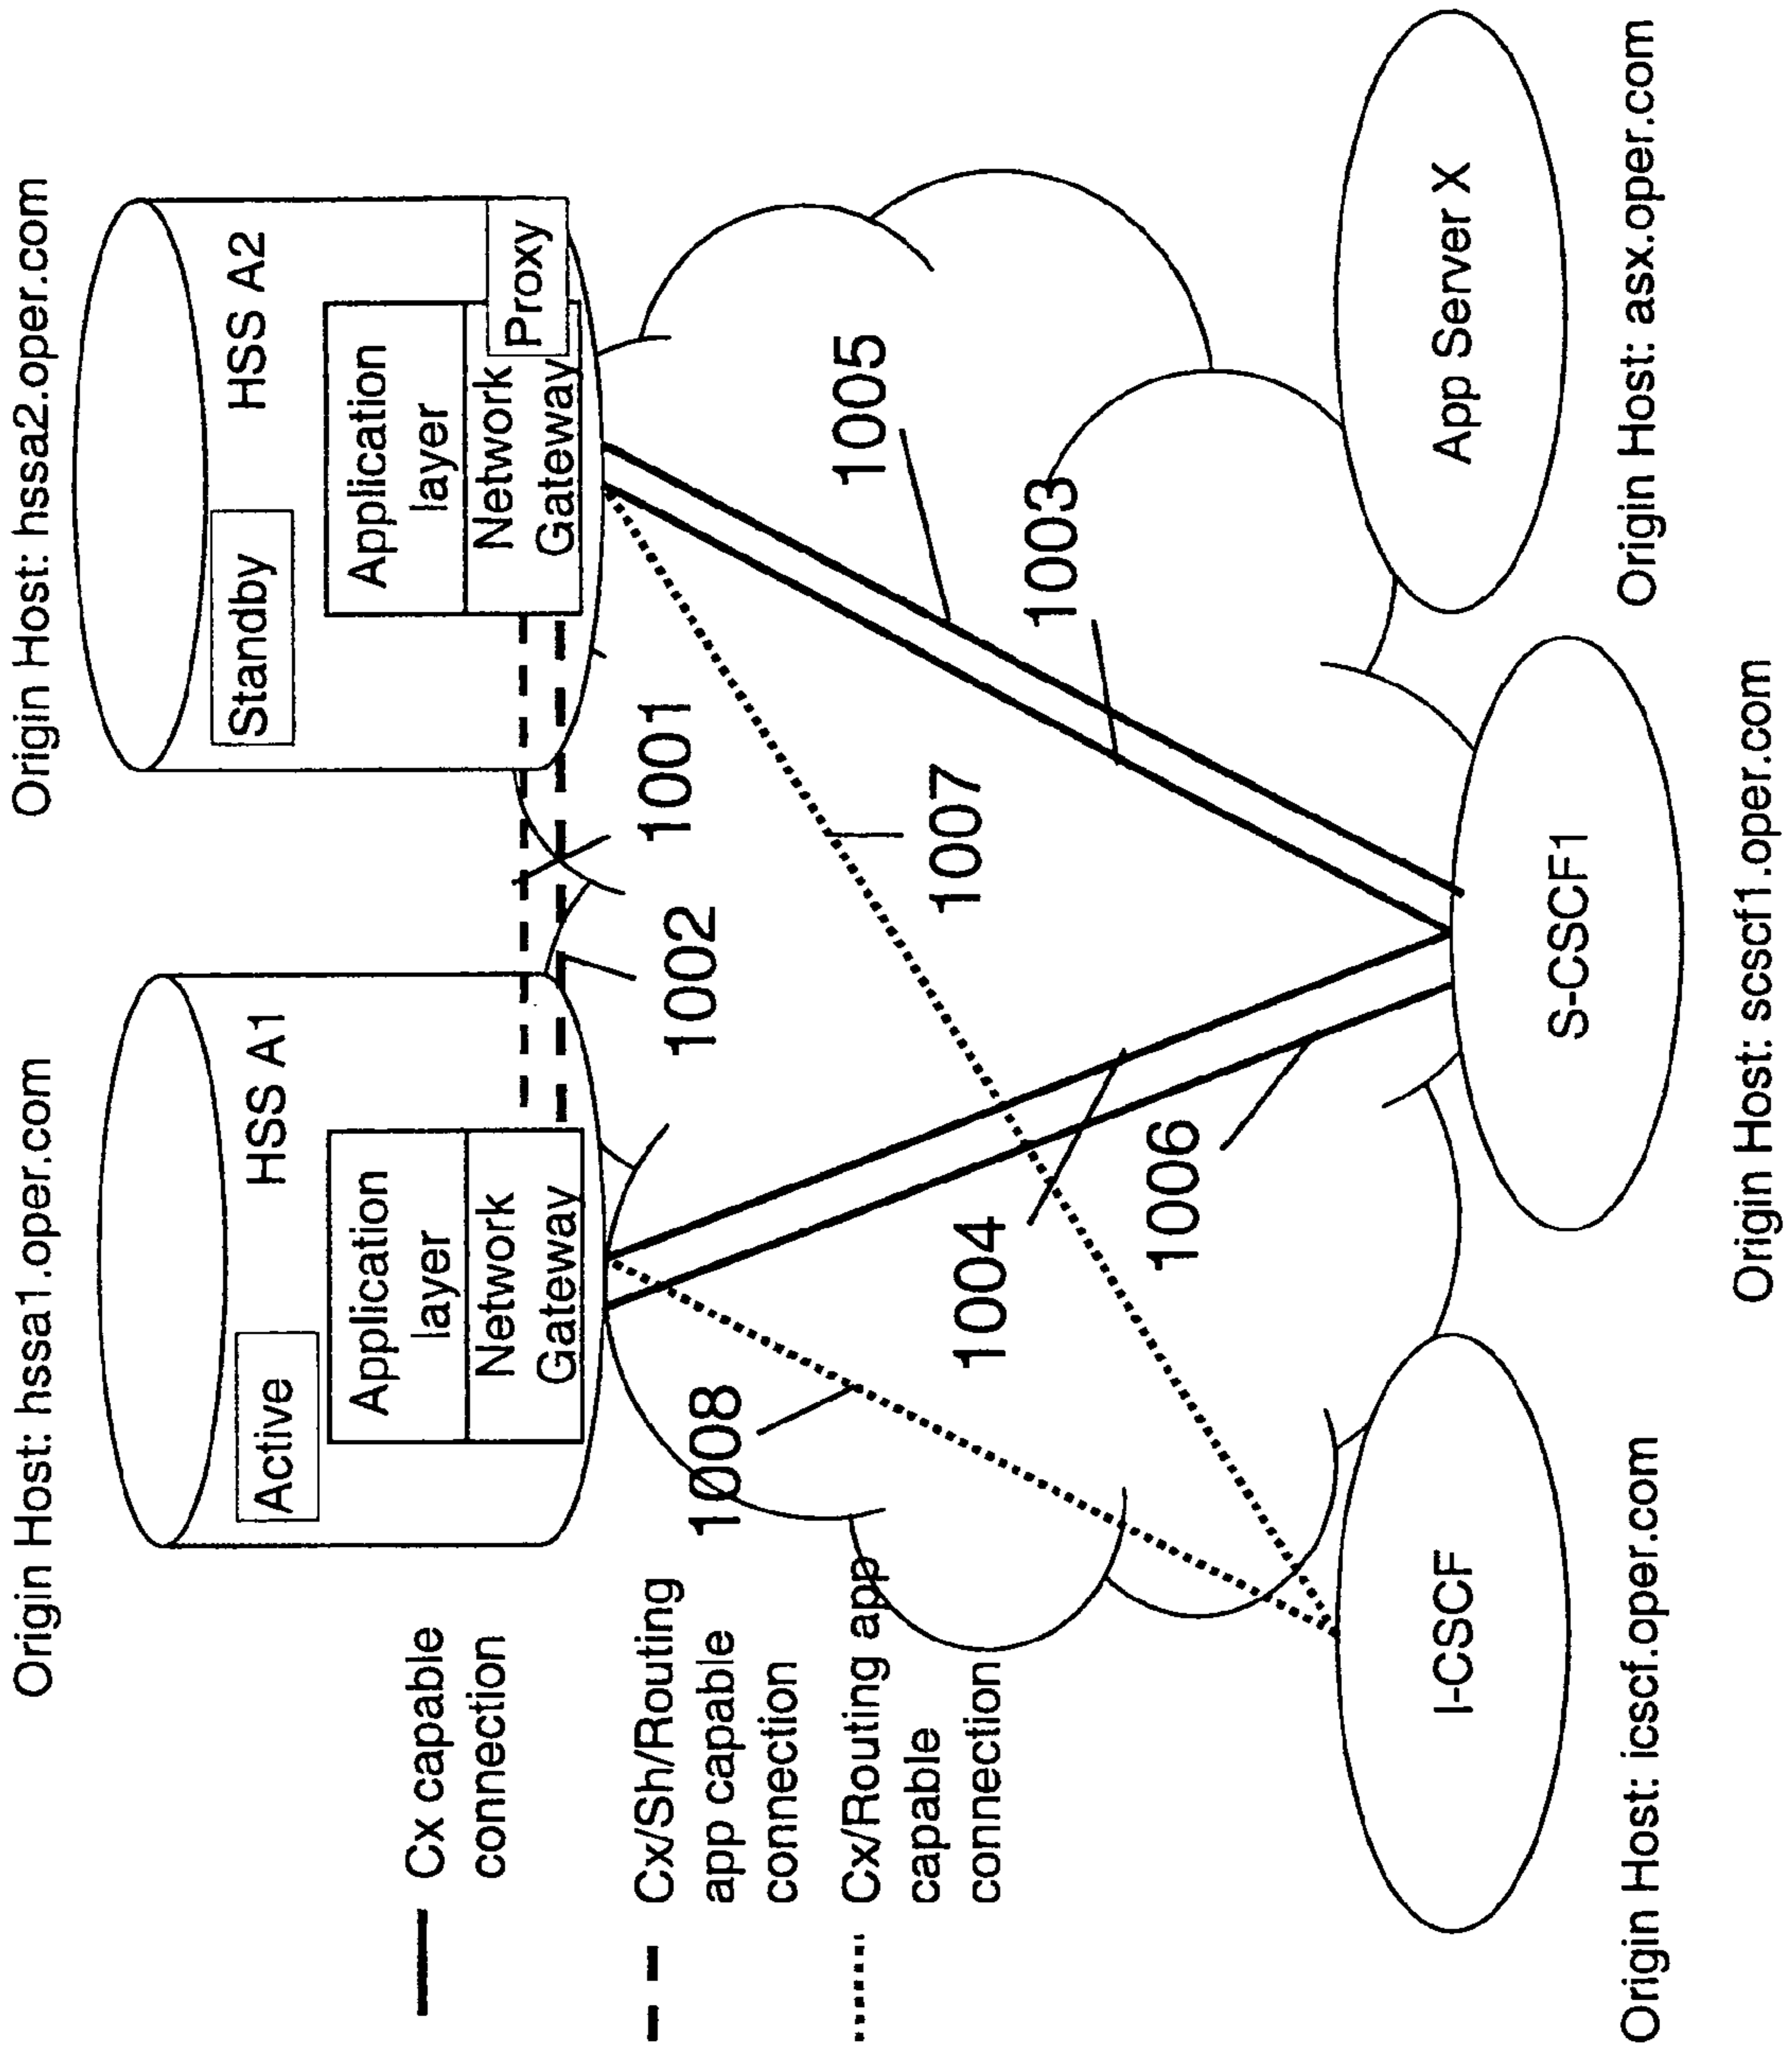 Origin Host: hssa1.oper.com
Origin Host: hssa2.oper.com
Active
HSS A1
Standby
HSS A2
Application
layer
Network
Gateway
Application
layer
Network
Gateway
Proxy
Cx capable
connection
Cx/Sh/Routing
app capable
connection
Cx/Routing app
capable
connection
1001
1002
1008
1005
1007
1003
1004
1006
I-CSCF
App Server X
S-CSCF1
Origin Host: icscf.oper.com
Origin Host: asx.oper.com
Origin Host: scscf1.oper.com